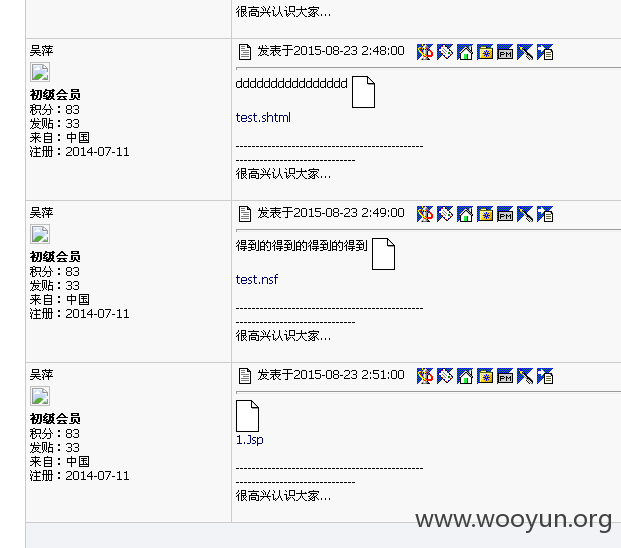 很高兴认识大家...
吴萍
发表于2015-08-23 2:48:00
PM
初级会员
积分：83
发贴：33
来自：中国
注册：2014-07-11
dddddddddddddddddd
test.shtml
-----------------------------------------------
------------------------------
很高兴认识大家...
吴萍
发表于2015-08-23 2:49:00
PM
初级会员
积分：83
发贴：33
来自：中国
注册：2014-07-11
得到的得到的得到的得到
test.nsf
-----------------------------------------------
------------------------------
很高兴认识大家...
吴萍
发表于2015-08-23 2:51:00
PM
初级会员
积分：83
发贴：33
来自：中国
注册：2014-07-11
1.Jsp
-----------------------------------------------
------------------------------
很高兴认识大家...
www.wooyun.org